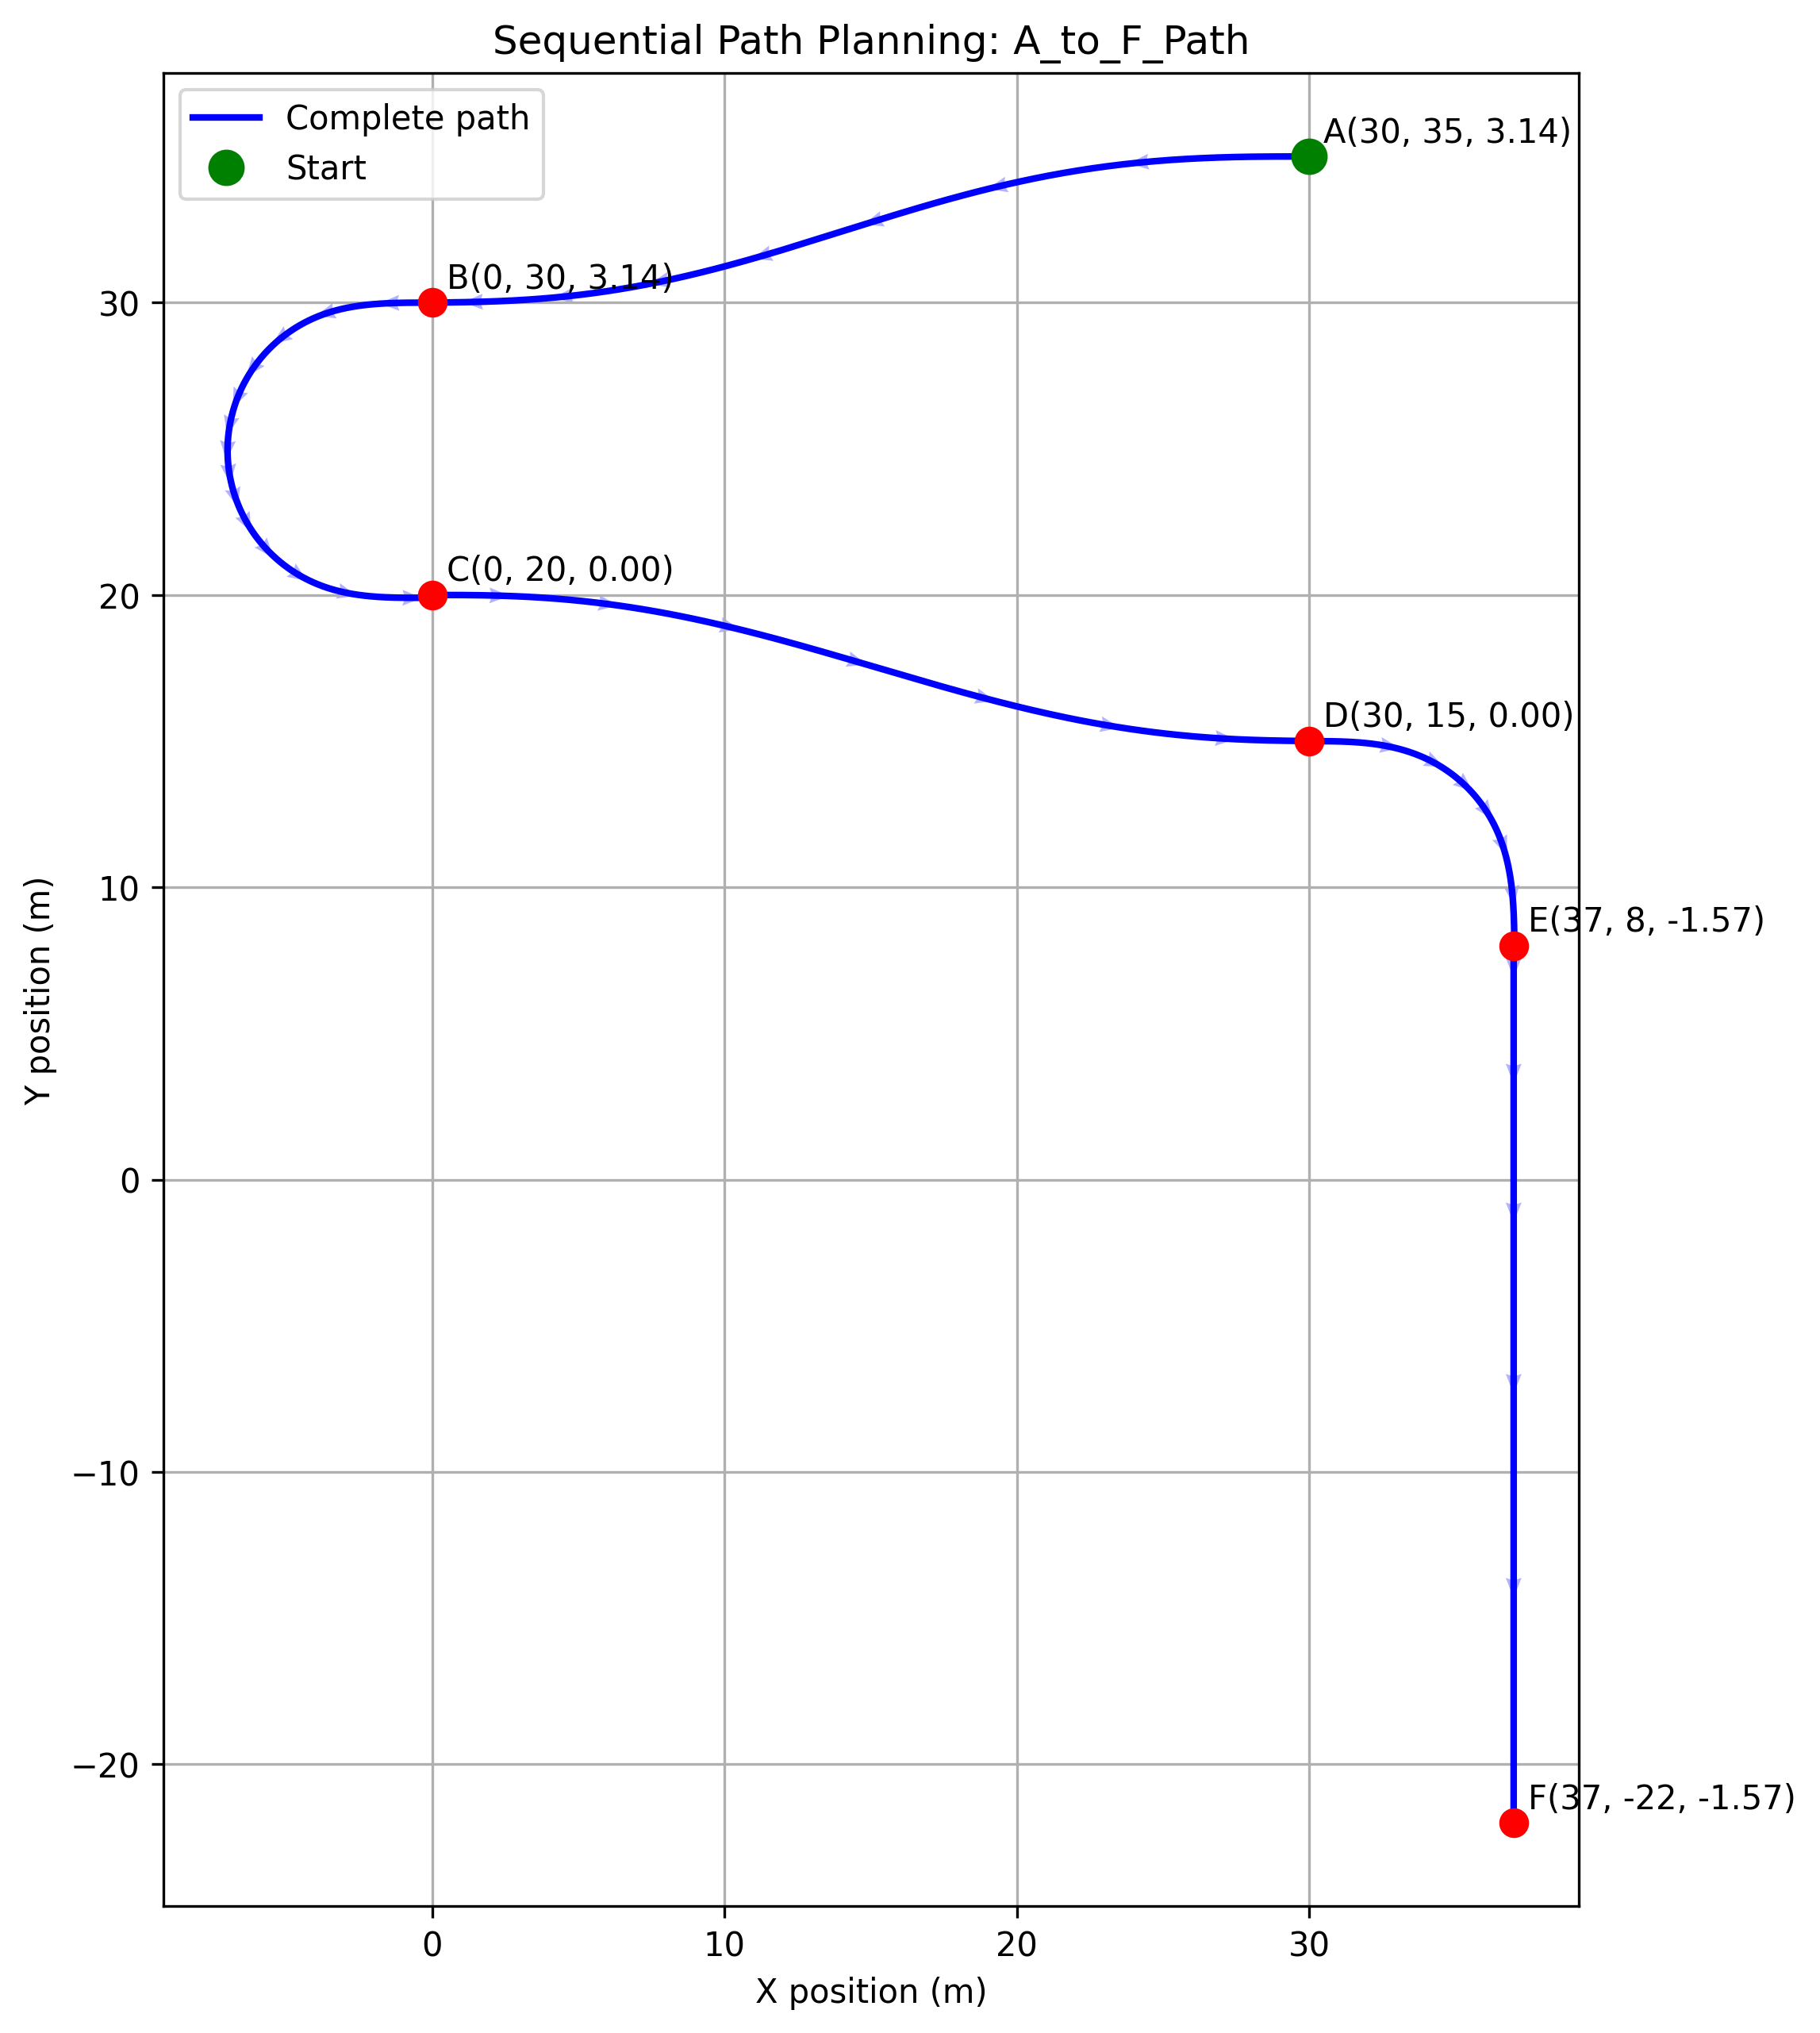 Sequential Path Planning: A_to_F_Path
Complete path
Start
A(30, 35, 3.14)
B(0, 30, 3.14)
C(0, 20, 0.00)
D(30, 15, 0.00)
E(37, 8, -1.57)
F(37, -22, -1.57)
30
20
10
0
−10
−20
Y position (m)
0
10
20
30
X position (m)